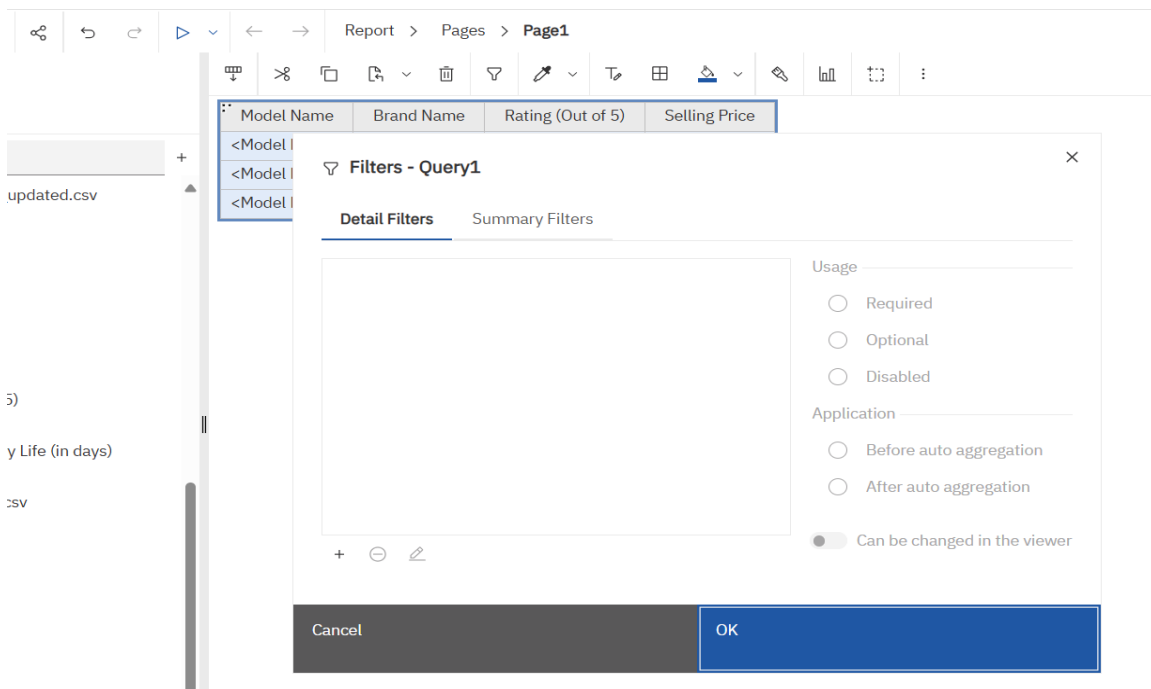 Report > Pages > Page1
Model Name Brand Name Rating (Out of 5) Selling Price
<Model
<Model
<Model
updated.csv
5)
y Life (in days)
csv
Filters - Query1
Detail Filters Summary Filters
Usage
Required
Optional
Disabled
Application
Before auto aggregation
After auto aggregation
Can be changed in the viewer
Cancel OK